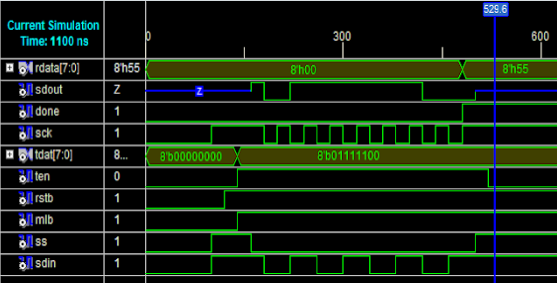 529.6
Current Simulation
Time: 1100 ns
0 300 600
rdata[7:0] 8'h55 8'h00 8'h55
sdout Z Z
done 1
sck 1
tdat[7:0] 8... 8'b00000000 8'b01111100
ten 0
rstb 1
mlb 1
ss 1
sdin 1